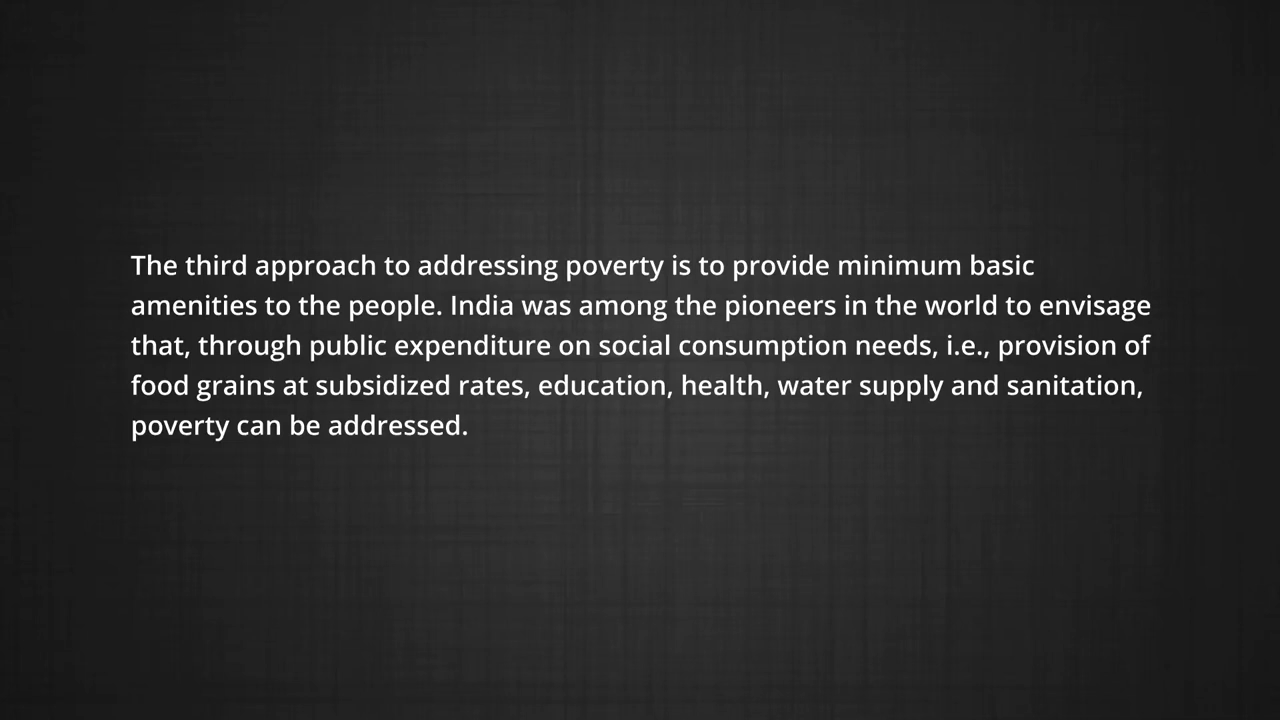 The third approach to addressing poverty is to provide minimum basic
amenities to the people. India was among the pioneers in the world to envisage
that, through public expenditure on social consumption needs, i.e., provision of
food grains at subsidized rates, education, health, water supply and sanitation,
poverty can be addressed.